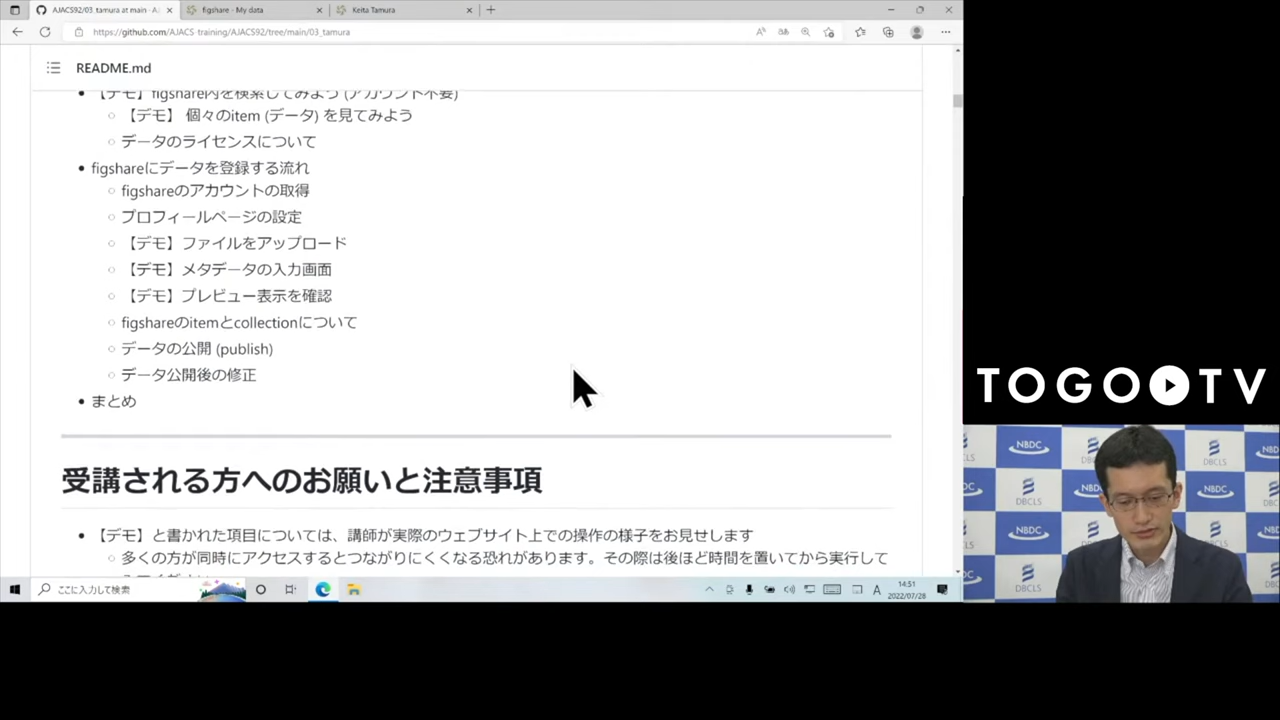 AJACS92/03_tamura at main · AJ
figshare - My data
Keita Tamura
https://github.com/AJACS-training/AJACS92/tree/main/03_tamura
README.md
【デモ】figshare内を検索してみよう (アカウント不要)
【デモ】 個々のitem (データ) を見てみよう
データのライセンスについて
figshareにデータを登録する流れ
figshareのアカウントの取得
プロフィールページの設定
【デモ】ファイルをアップロード
【デモ】メタデータの入力画面
【デモ】プレビュー表示を確認
figshareのitemとcollectionについて
データの公開 (publish)
データ公開後の修正
まとめ
受講される方へのお願いと注意事項
【デモ】と書かれた項目については、講師が実際のウェブサイト上での操作の様子をお見せします
多くの方が同時にアクセスするとつながりにくくなる恐れがあります。その際は後ほど時間を置いてから実行して
ここに入力して検索
A
14:51
2022/07/28
TOGO TV
NBDC
DBCLS
DBCLS
NBDC
NBDC
NBDC
DBCLS
NBDC
DBCLS